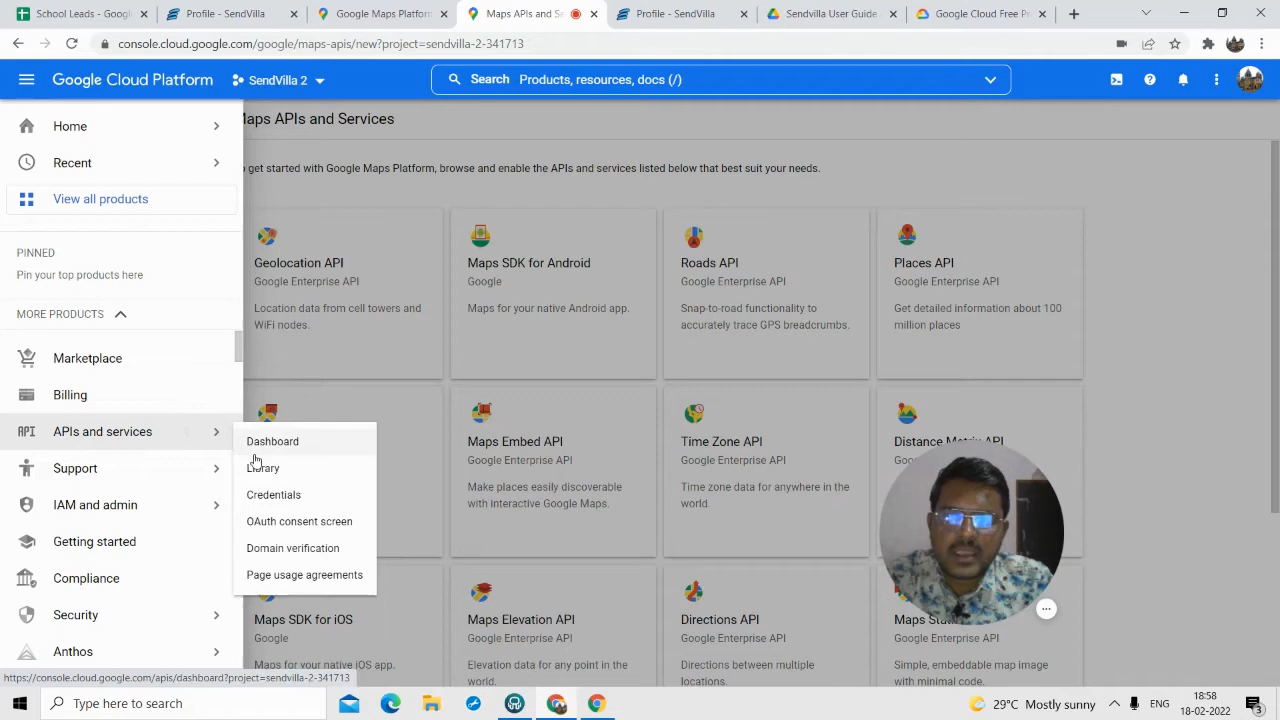 School Leads - Google
Profile - SendVilla
Google Maps Platform
Maps APIs and Se
Profile - SendVilla
Sendvilla User Guide
Google Cloud Free P
console.cloud.google.com/google/maps-apis/new?project=sendvilla-2-341713
Google Cloud Platform
SendVilla 2
Search Products, resources, docs (/)
Home
Recent
View all products
PINNED
Pin your top products here
MORE PRODUCTS
Marketplace
Billing
APIs and services
Support
IAM and admin
Getting started
Compliance
Security
Anthos
Dashboard
Library
Credentials
OAuth consent screen
Domain verification
Page usage agreements
Maps APIs and Services
o get started with Google Maps Platform, browse and enable the APIs and services listed below that best suit your needs.
Geolocation API
Google Enterprise API
Location data from cell towers and
WiFi nodes.
Maps SDK for Android
Google
Maps for your native Android app.
Roads API
Google Enterprise API
Snap-to-road functionality to
accurately trace GPS breadcrumbs.
Places API
Google Enterprise API
Get detailed information about 100
million places
Maps Embed API
Google Enterprise API
Make places easily discoverable
with interactive Google Maps.
Time Zone API
Google Enterprise API
Time zone data for anywhere in the
world.
Distance Matrix API
Google
Maps SDK for iOS
Google
Maps for your native iOS app.
Maps Elevation API
Google Enterprise API
Elevation data for any point in the
world.
Directions API
Google Enterprise API
Directions between multiple
locations.
Maps Sta
Google
Simple, embeddable map image
with minimal code.
https://console.cloud.google.com/apis/dashboard?project=sendvilla-2-341713
Type here to search
29°C Mostly sunny
ENG
18:58
18-02-2022
3